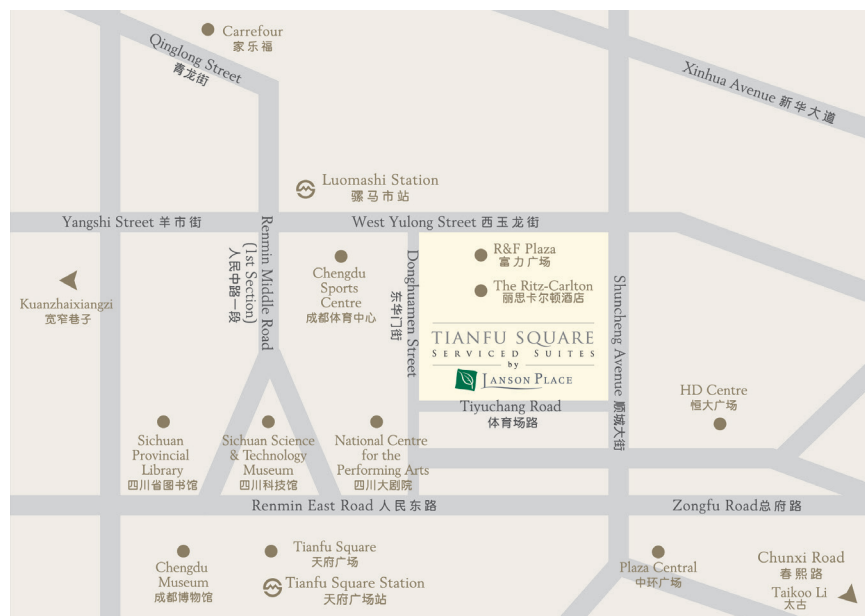 Carrefour
家乐福
Qinglong Street
青龙街
Xinhua Avenue 新华大道
Luomashi Station
骡马市站
Yangshi Street 羊市街
West Yulong Street 西玉龙街
Renmin Middle Road
(1st Section)
人民中路一段
Chengdu
Sports
Centre
成都体育中心
Donghuamen Street
东华门街
R&F Plaza
富力广场
The Ritz-Carlton
丽思卡尔顿酒店
TIANFU SQUARE
SERVICED SUITES
by
LANSON PLACE
Shuncheng Avenue 顺城大街
Kuanzhaixiangzi
宽窄巷子
Tiyuchang Road
体育场路
HD Centre
恒大广场
Sichuan
Provincial
Library
四川省图书馆
Sichuan Science
& Technology
Museum
四川科技馆
National Centre
for the
Performing Arts
四川大剧院
Renmin East Road 人民东路
Zongfu Road总府路
Chengdu
Museum
成都博物馆
Tianfu Square
天府广场
Tianfu Square Station
天府广场站
Plaza Central
中环广场
Chunxi Road
春熙路
Taikoo Li
太古